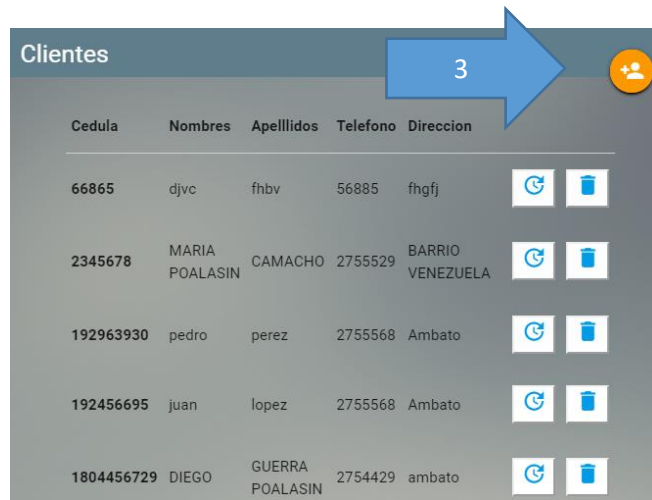 Clientes
3
Cedula Nombres Apelllidos Telefono Direccion
66865 djvc fhbv 56885 fhgfj
2345678 MARIA POALASIN CAMACHO 2755529 BARRIO VENEZUELA
192963930 pedro perez 2755568 Ambato
192456695 juan lopez 2755568 Ambato
1804456729 DIEGO GUERRA POALASIN 2754429 ambato